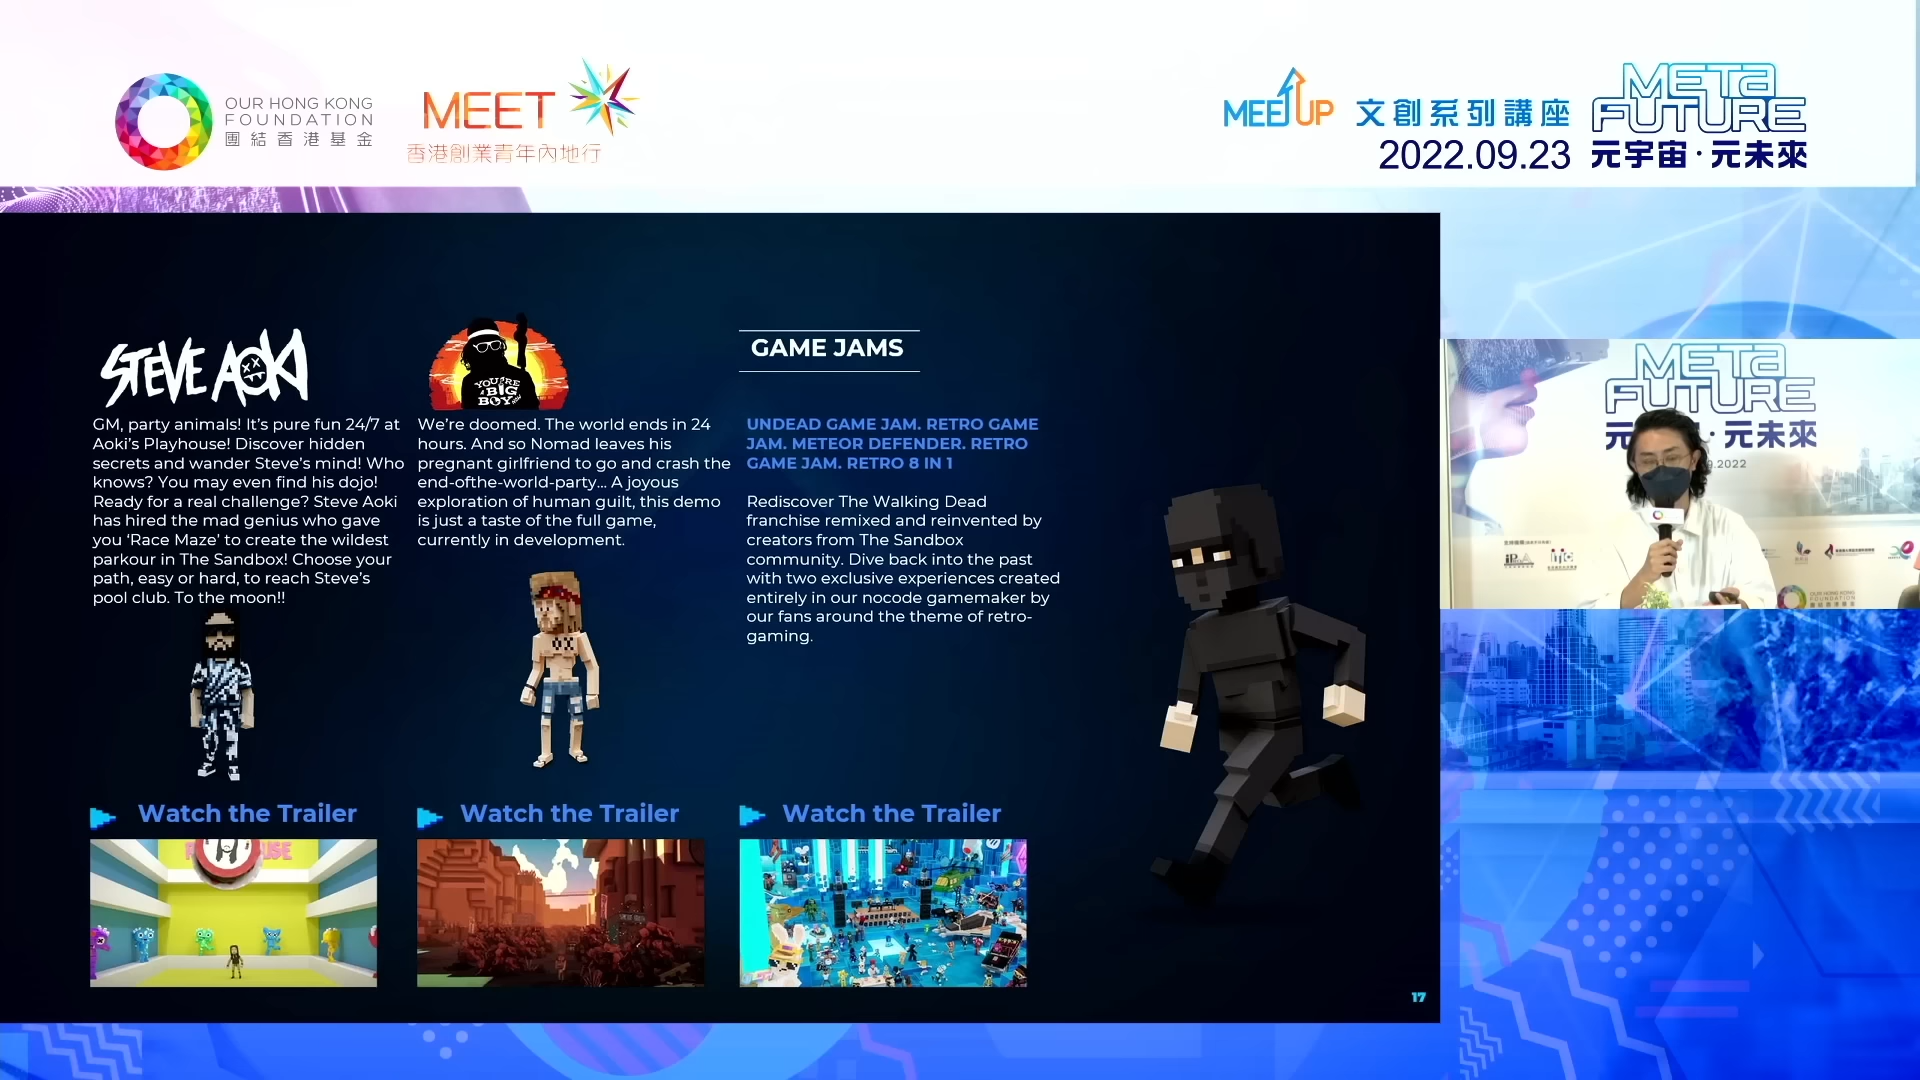 OUR HONG KONG
FOUNDATION
團結香港基金
MEET
香港創業青年內地行
MEETUP
文創系列講座
2022.09.23
META
FUTURE
元宇宙·元未來
STEVE AOKI
GM, party animals! It's pure fun 24/7 at
Aoki's Playhouse! Discover hidden
secrets and wander Steve's mind! Who
knows? You may even find his dojo!
Ready for a real challenge? Steve Aoki
has hired the mad genius who gave
you ‘Race Maze’ to create the wildest
parkour in The Sandbox! Choose your
path, easy or hard, to reach Steve's
pool club. To the moon!!
YOU'RE
A BIG
BOY NOW
We're doomed. The world ends in 24
hours. And so Nomad leaves his
pregnant girlfriend to go and crash the
end-ofthe-world-party... A joyous
exploration of human guilt, this demo
is just a taste of the full game,
currently in development.
GAME JAMS
UNDEAD GAME JAM. RETRO GAME
JAM. METEOR DEFENDER. RETRO
GAME JAM. RETRO 8 IN 1
Rediscover The Walking Dead
franchise remixed and reinvented by
creators from The Sandbox
community. Dive back into the past
with two exclusive experiences created
entirely in our nocode gamemaker by
our fans around the theme of retro-
gaming.
Watch the Trailer
Watch the Trailer
Watch the Trailer
17
META
FUTURE
元 · 元未來
.2022
OUR HONG KONG
FOUNDATION